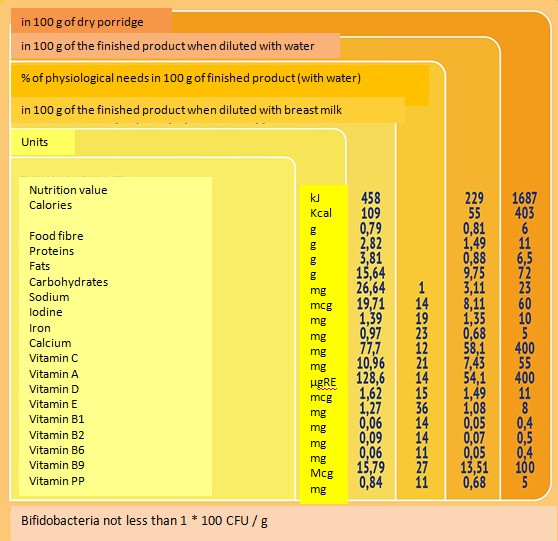 in 100 g of dry porridge
in 100 g of the finished product when diluted with water
% of physiological needs in 100 g of finished product (with water)
in 100 g of the finished product when diluted with breast milk
Units
Nutrition value kJ 458 229 1687
Calories Kcal 109 55 403
g 0,79 0,81 6
Food fibre g 2,82 1,49 11
Proteins g 3,81 0,88 6,5
Fats g 15,64 9,75 72
Carbohydrates mg 26,64 1 3,11 23
Sodium mcg 19,71 14 8,11 60
Iodine mg 1,39 19 1,35 10
Iron mg 0,97 23 0,68 5
Calcium mg 77,7 12 58,1 400
Vitamin C mg 10,96 21 7,43 55
Vitamin A µgRE 128,6 14 54,1 400
Vitamin D mcg 1,62 15 1,49 11
Vitamin E mg 1,27 36 1,08 8
Vitamin B1 mg 0,06 14 0,05 0,4
Vitamin B2 mg 0,09 14 0,07 0,5
Vitamin B6 mg 0,06 11 0,05 0,4
Vitamin B9 Mcg 15,79 27 13,51 100
Vitamin PP mg 0,84 11 0,68 5
Bifidobacteria not less than 1 * 100 CFU / g